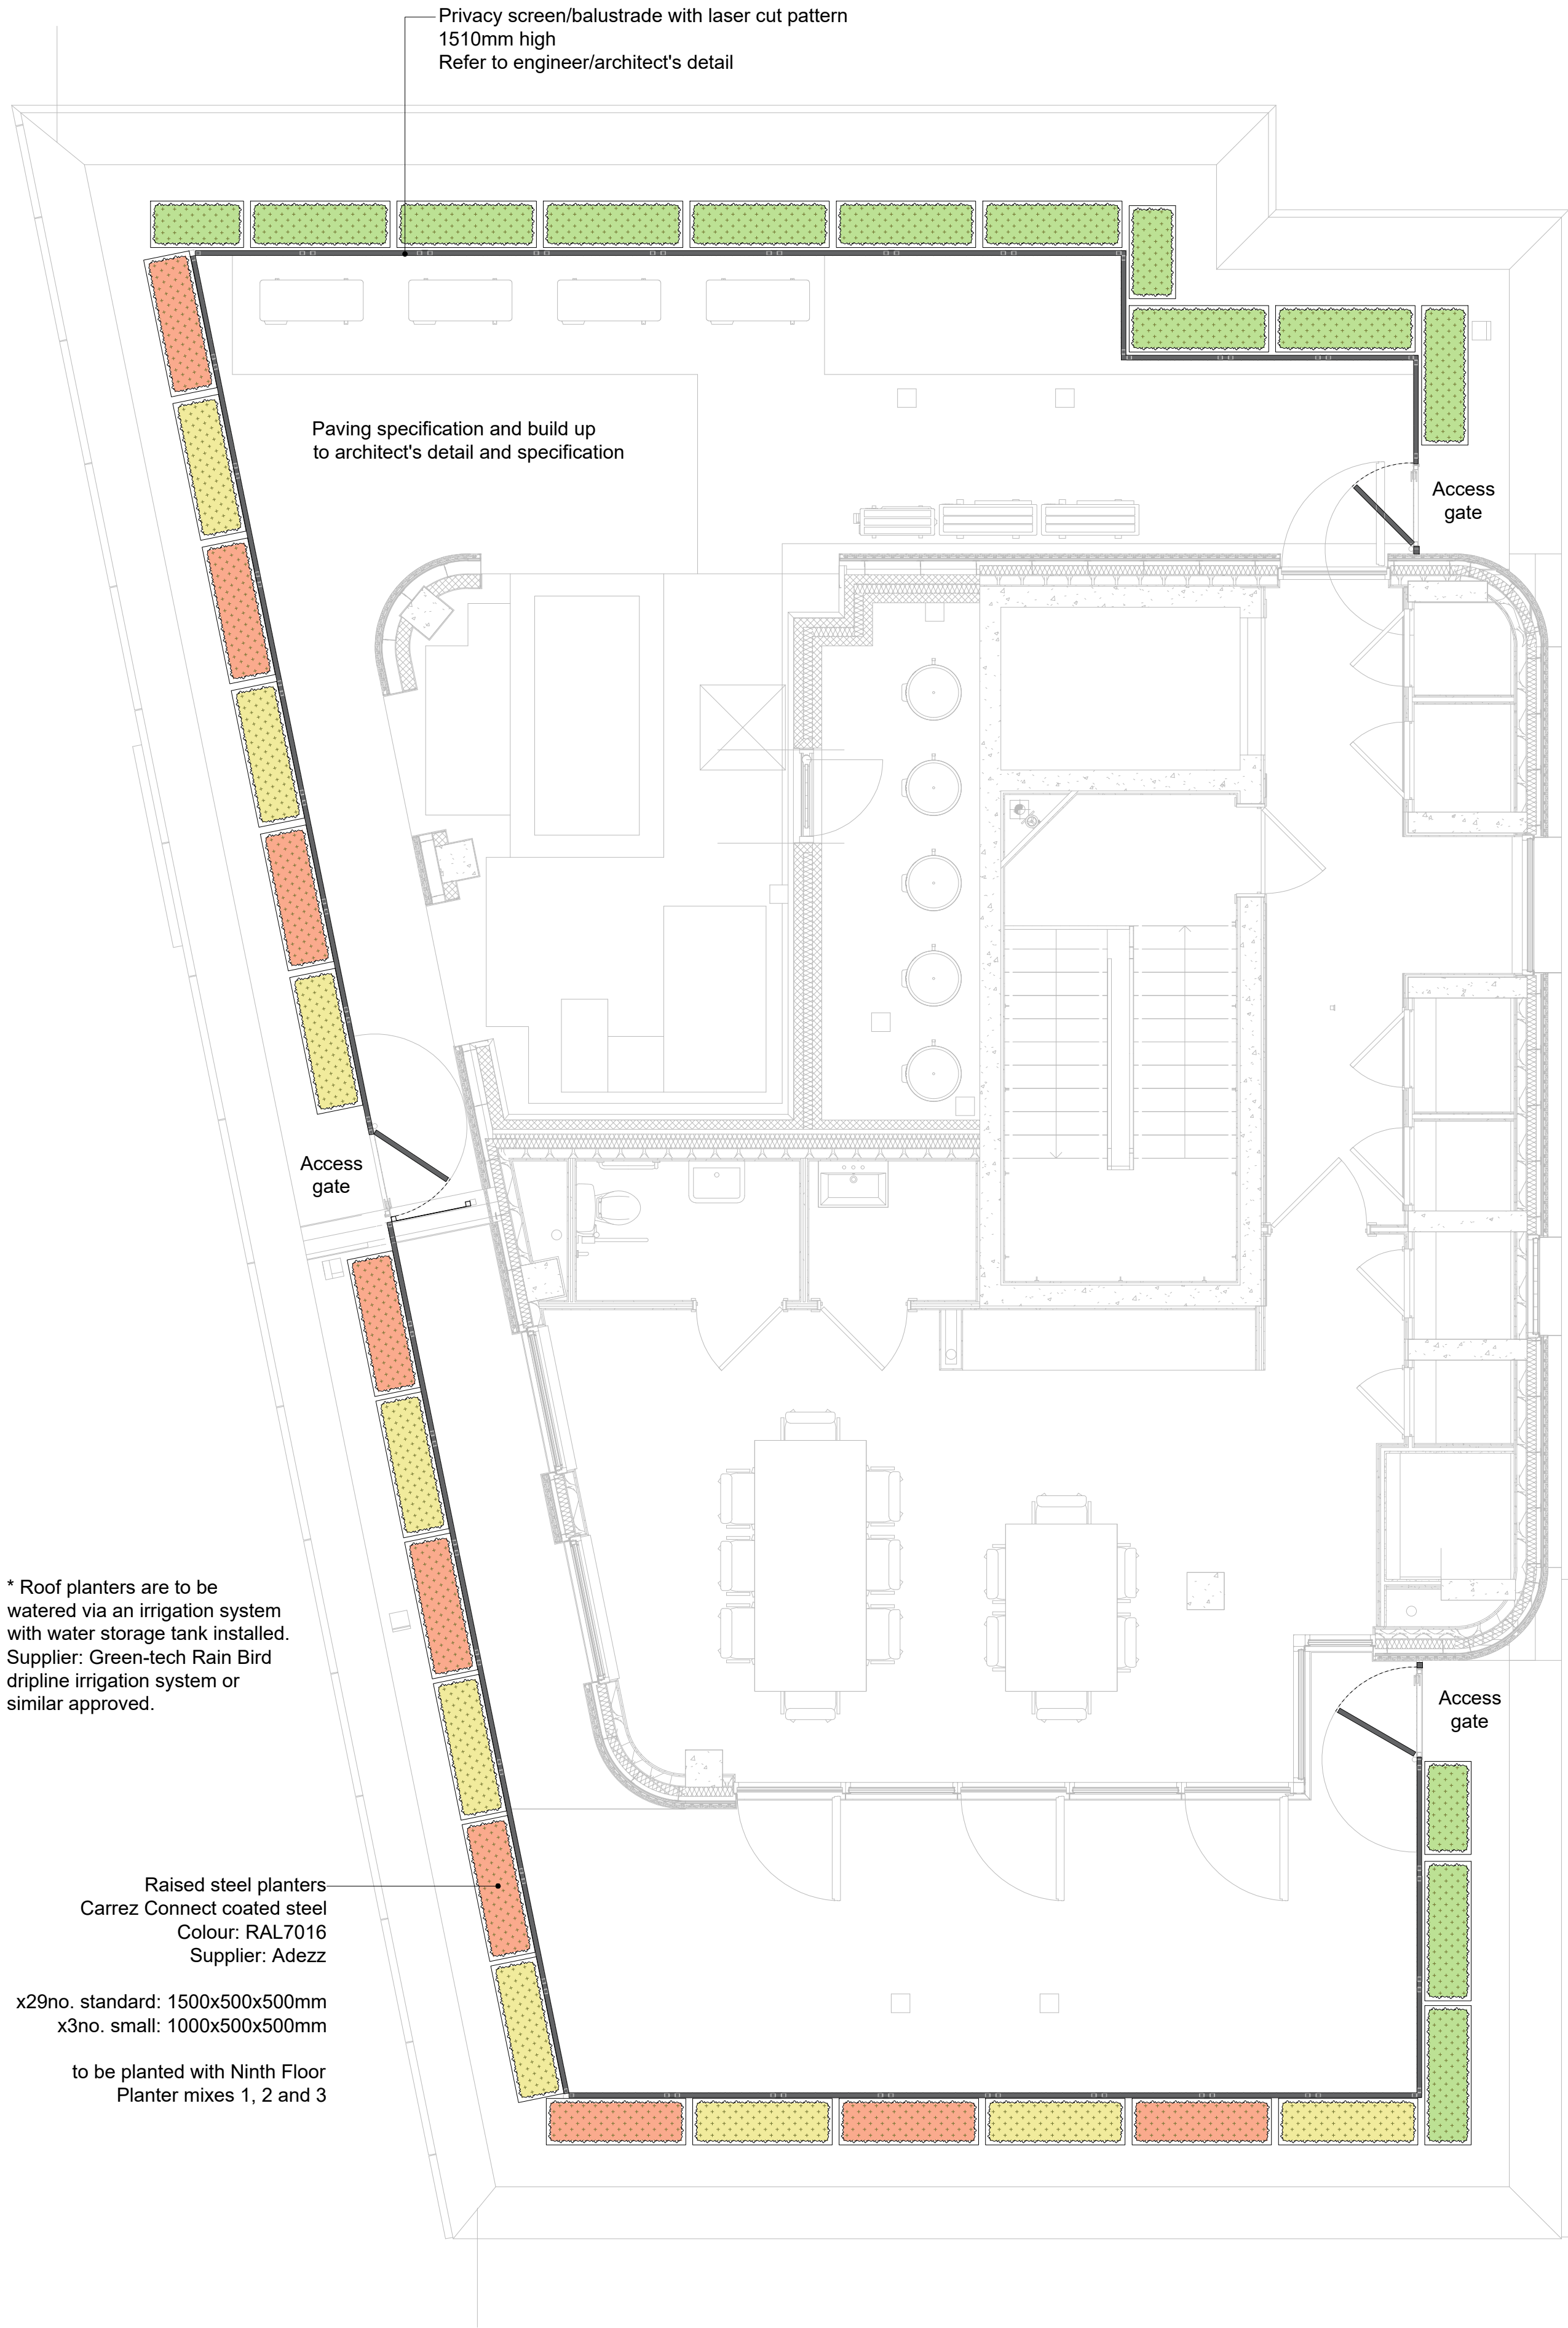 Privacy screen/balustrade with laser cut pattern
1510mm high
Refer to engineer/architect's detail
Paving specification and build up
to architect's detail and specification
Access
gate
Access
gate
* Roof planters are to be
watered via an irrigation system
with water storage tank installed.
Supplier: Green-tech Rain Bird
dripline irrigation system or
similar approved.
Access
gate
Raised steel planters
Carrez Connect coated steel
Colour: RAL7016
Supplier: Adezz
x29no. standard: 1500x500x500mm
x3no. small: 1000x500x500mm
to be planted with Ninth Floor
Planter mixes 1, 2 and 3